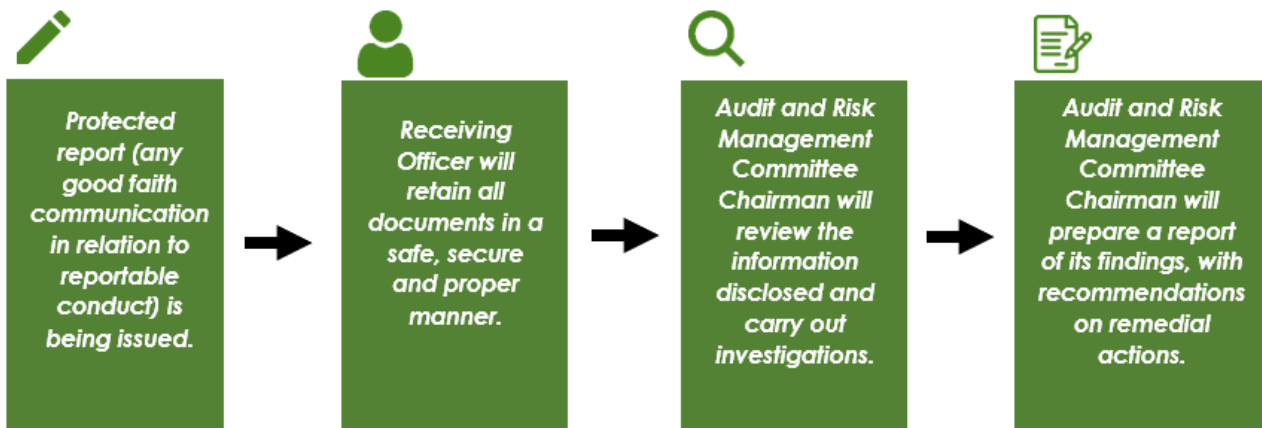 Protected
report (any
good faith
communication
in relation to
reportable
conduct) is
being issued.
Receiving
Officer will
retain all
documents in a
safe, secure
and proper
manner.
Audit and Risk
Management
Committee
Chairman will
review the
information
disclosed and
carry out
investigations.
Audit and Risk
Management
Committee
Chairman will
prepare a report
of its findings, with
recommendations
on remedial
actions.